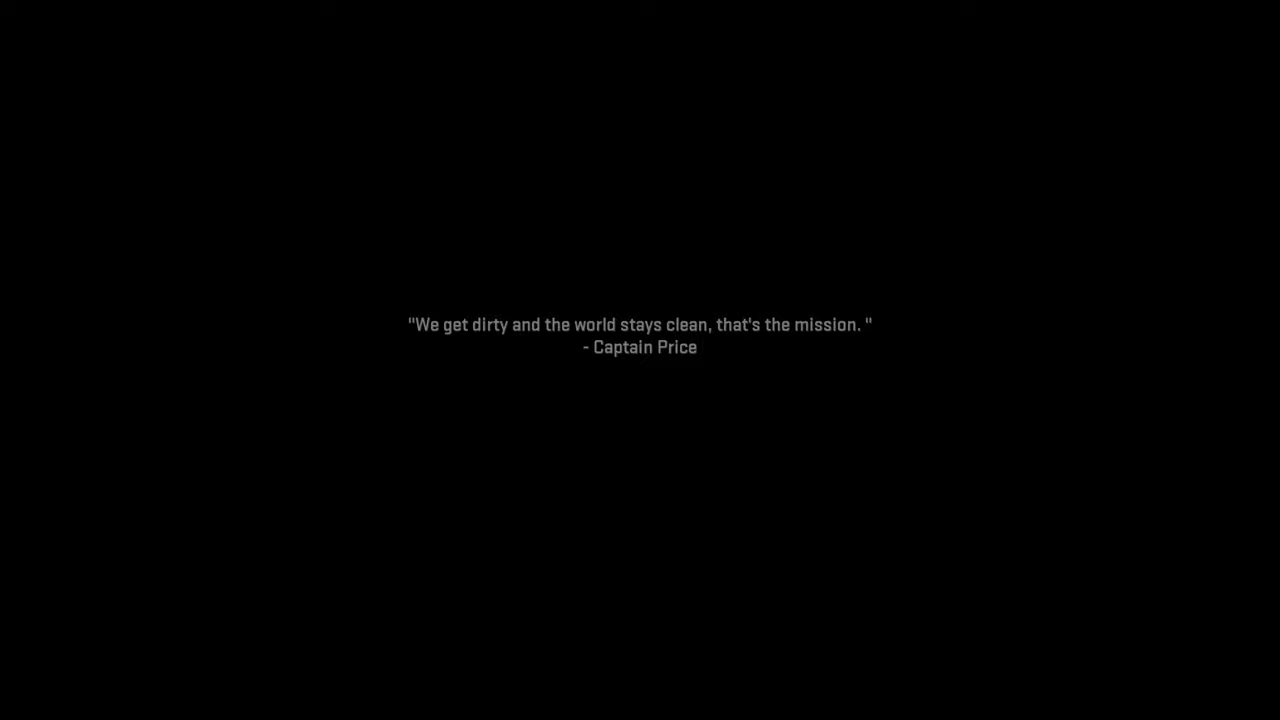 "We get dirty and the world stays clean, that's the mission. "
- Captain Price